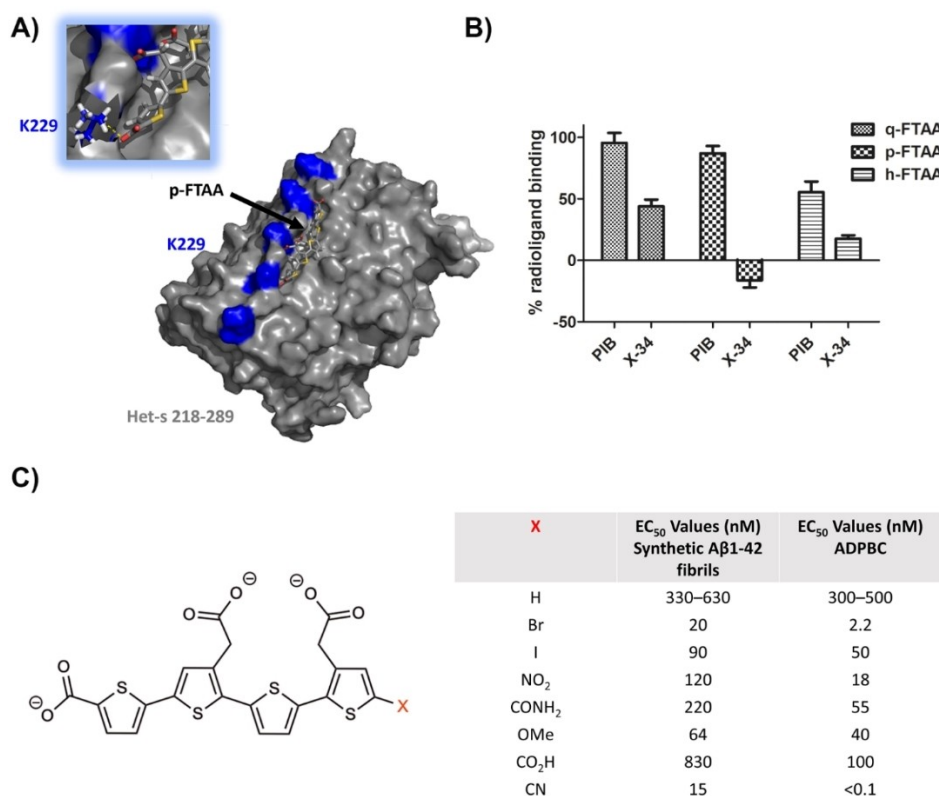 A)
K229
p-FTAA
K229
Het-s 218-289
B)
% radioligand binding
100
50
0
-50
PIB
X-34
PIB
X-34
PIB
X-34
q-FTAA
p-FTAA
h-FTAA
C)
O
O
O
O
O
O
S
S
S
S
X
X
EC50 Values (nM)
Synthetic Aβ1-42
fibrils
EC50 Values (nM)
ADPBC
H 330–630 300–500
Br 20 2.2
I 90 50
NO2 120 18
CONH2 220 55
OMe 64 40
CO2H 830 100
CN 15 <0.1